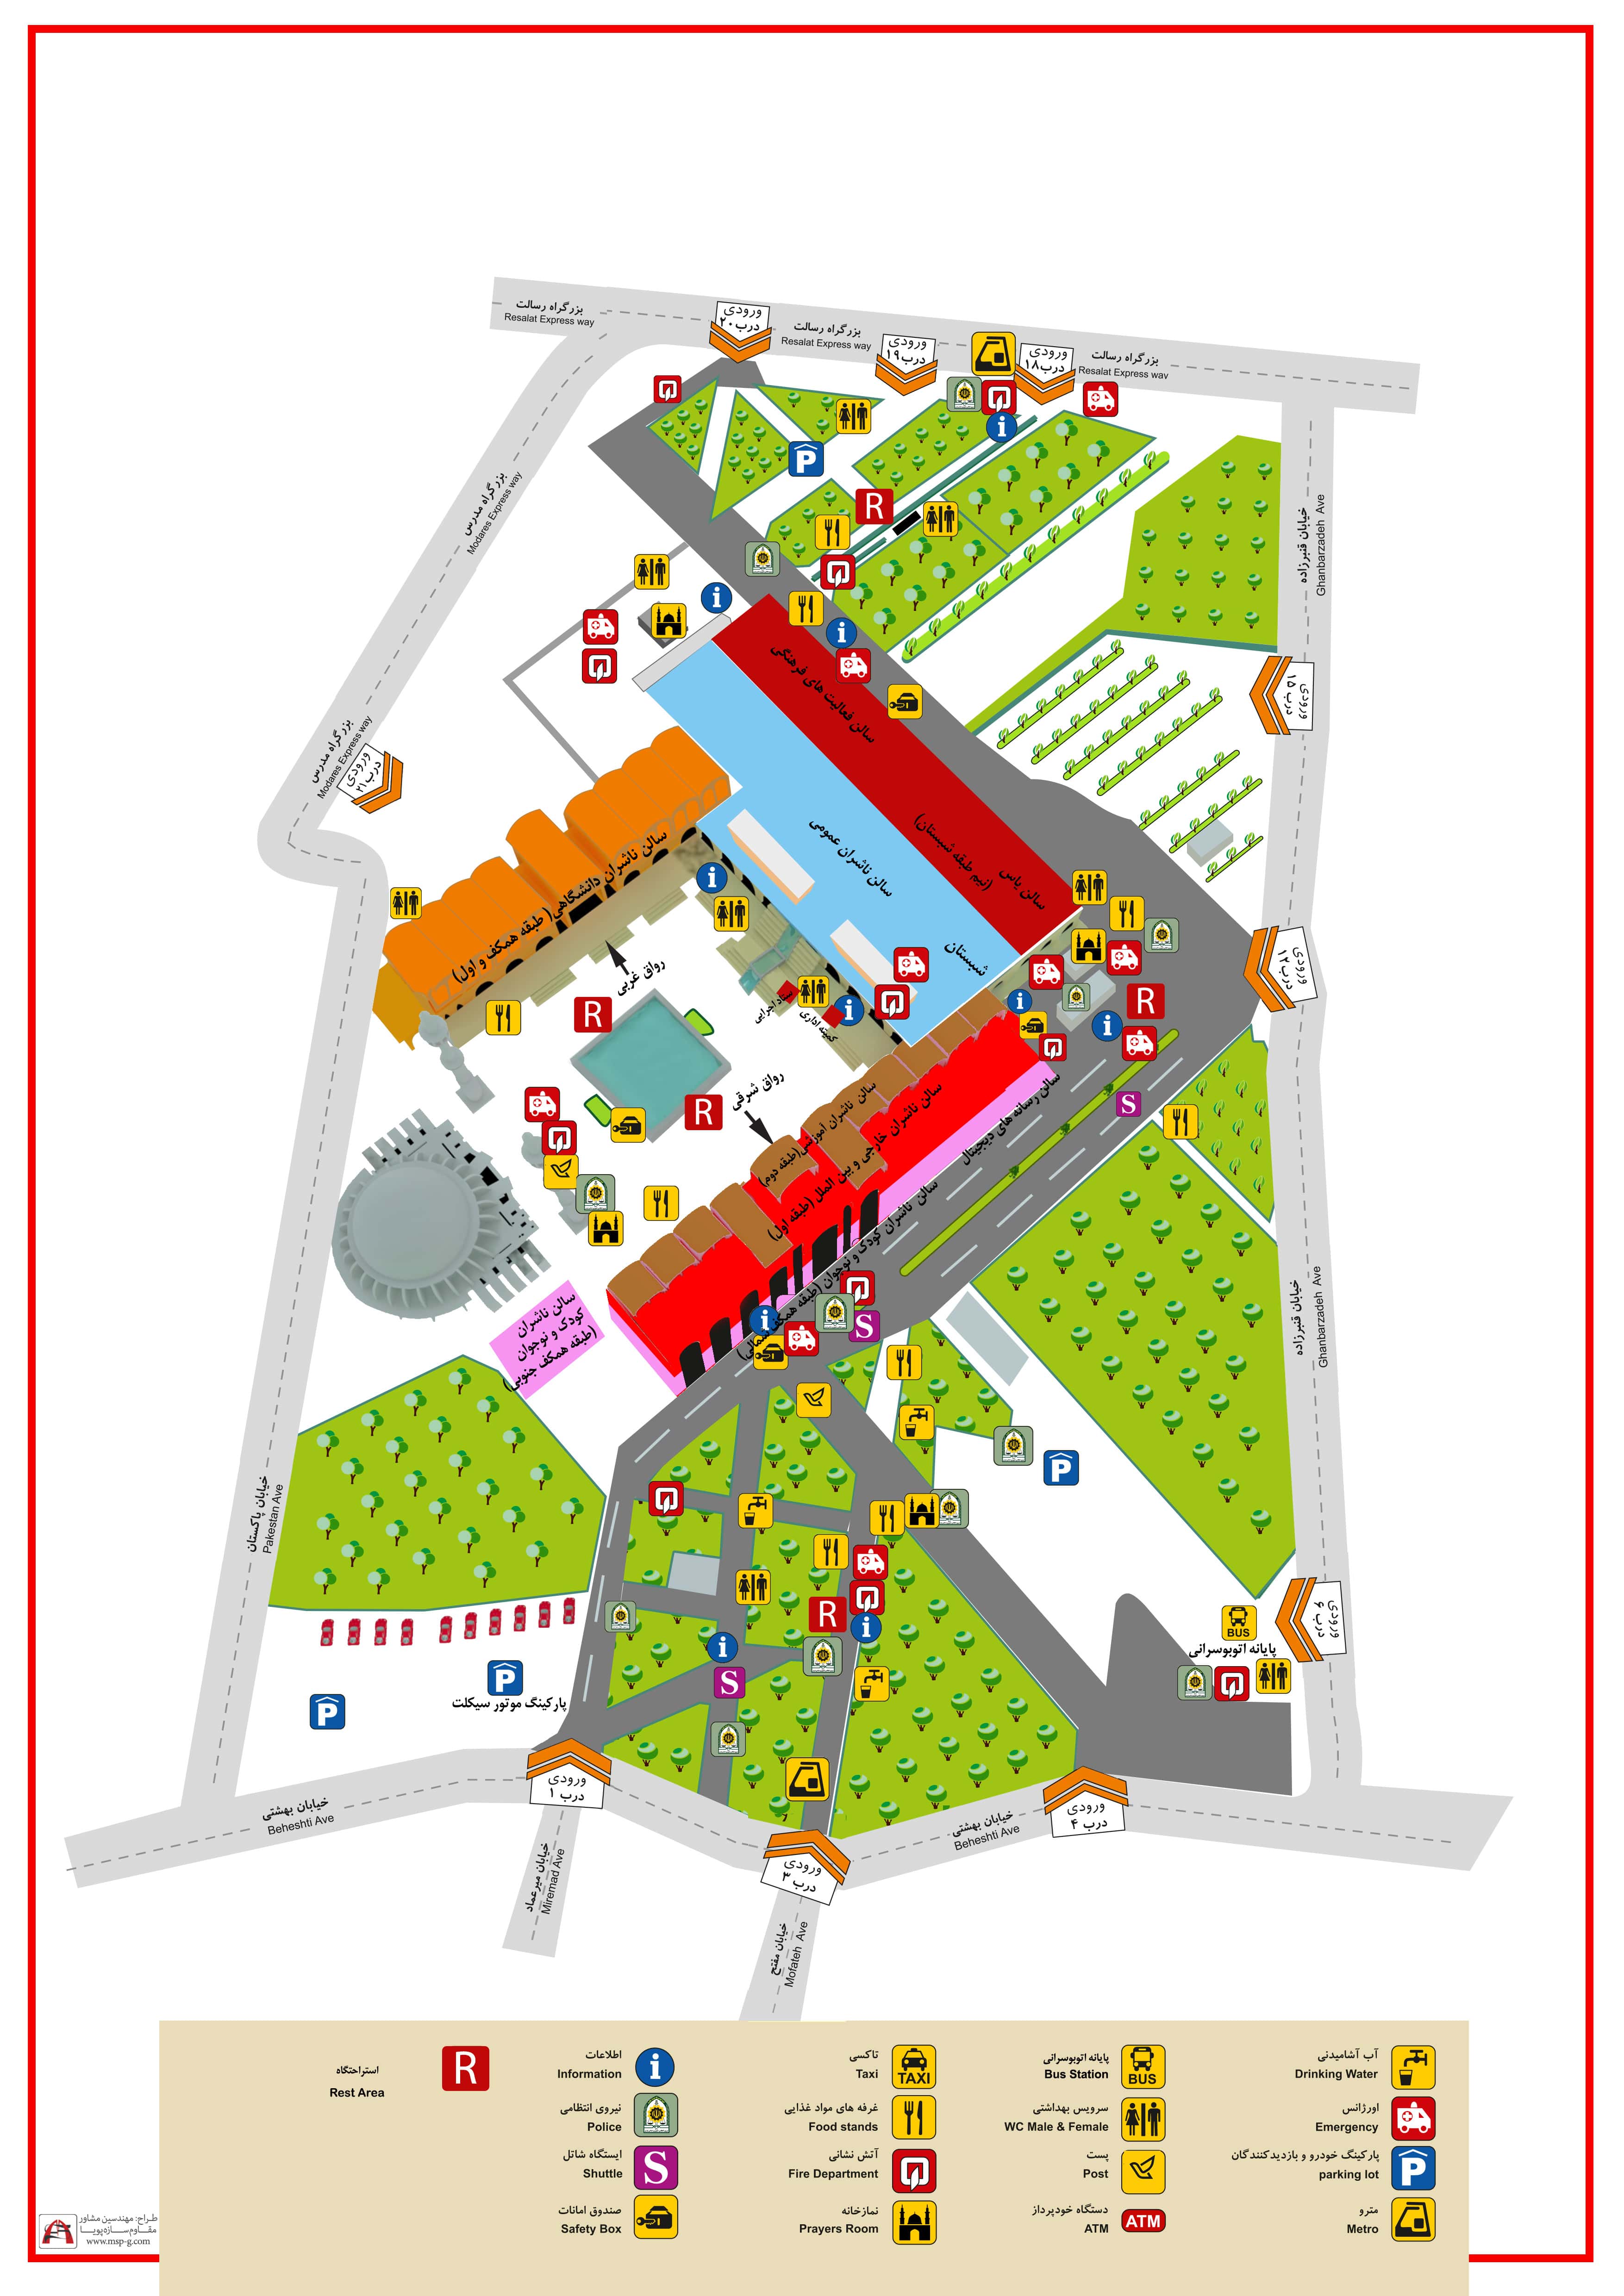 بزرگراه رسالت
Resalat Express way
ورودی
درب ۲۰
بزرگراه رسالت
Resalat Express way
ورودی
درب ۱۹
ورودی
درب ۱۸
بزرگراه رسالت
Resalat Express way
بزرگراه مدرس
Modares Express way
خیابان قنبرزاده
Ghanbarzadeh Ave
P
R
i
i
i
سالن فعالیت های فرهنگی
ورودی
درب ۱۵
بزرگراه مدرس
Modares Express way
ورودی
درب ۲۱
سالن ناشران دانشگاهی ( طبقه همکف و اول)
سالن ناشران عمومی
سالن یاس
(نیم طبقه شبستان)
شبستان
i
رواق غربی
R
ستاد اجرایی
کمیته اداری
i
i
R
i
ورودی
درب ۱۲
رواق شرقی
R
سالن ناشران آموزشی(طبقه دوم)
سالن ناشران خارجی و بین الملل (طبقه اول)
سالن رسانه های دیجیتال
S
سالن ناشران کودک و نوجوان (طبقه همکف شمالی)
سالن ناشران
کودک و نوجوان
(طبقه همکف جنوبی)
i
S
خیابان قنبرزاده
Ghanbarzadeh Ave
P
خیابان پاکستان
Pakestan Ave
R
i
i
S
BUS
پایانه اتوبوسرانی
ورودی
درب ۶
P
پارکینگ موتور سیکلت
P
ورودی
درب ۱
ورودی
درب ۳
ورودی
درب ۴
خیابان بهشتی
Beheshti Ave
خیابان بهشتی
Beheshti Ave
خیابان میرعماد
Miremad Ave
خیابان مفتح
Mofateh Ave
آب آشامیدنی
Drinking Water
اورژانس
Emergency
پارکینگ خودرو و بازدیدکنندگان
parking lot
P
مترو
Metro
پایانه اتوبوسرانی
Bus Station
BUS
سرویس بهداشتی
WC Male & Female
پست
Post
دستگاه خودپرداز
ATM
ATM
تاکسی
Taxi
TAXI
غرفه های مواد غذایی
Food stands
آتش نشانی
Fire Department
نمازخانه
Prayers Room
اطلاعات
Information
i
نیروی انتظامی
Police
ایستگاه شاتل
Shuttle
S
صندوق امانات
Safety Box
استراحتگاه
Rest Area
R
طراح: مهندسین مشاور
مقـاوم ســازه پویــا
www.msp-g.com